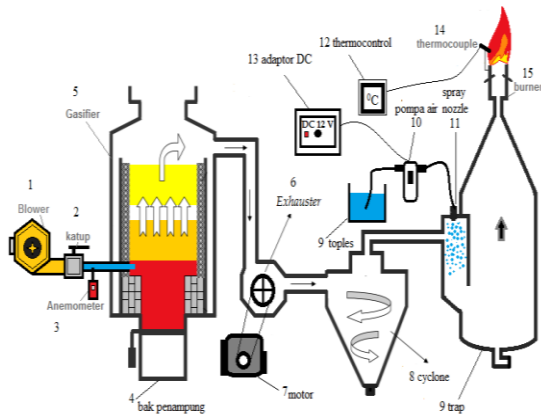 14
thermocouple
12 thermocontrol
13 adaptor DC
15
burner
spray
pompa air nozzle
10
11
5
Gasifier
°C
DC 12 V
1
Blower
2
katup
6
Exhauster
9 toples
Anemometer
3
4
bak penampung
7 motor
8 cyclone
9 trap